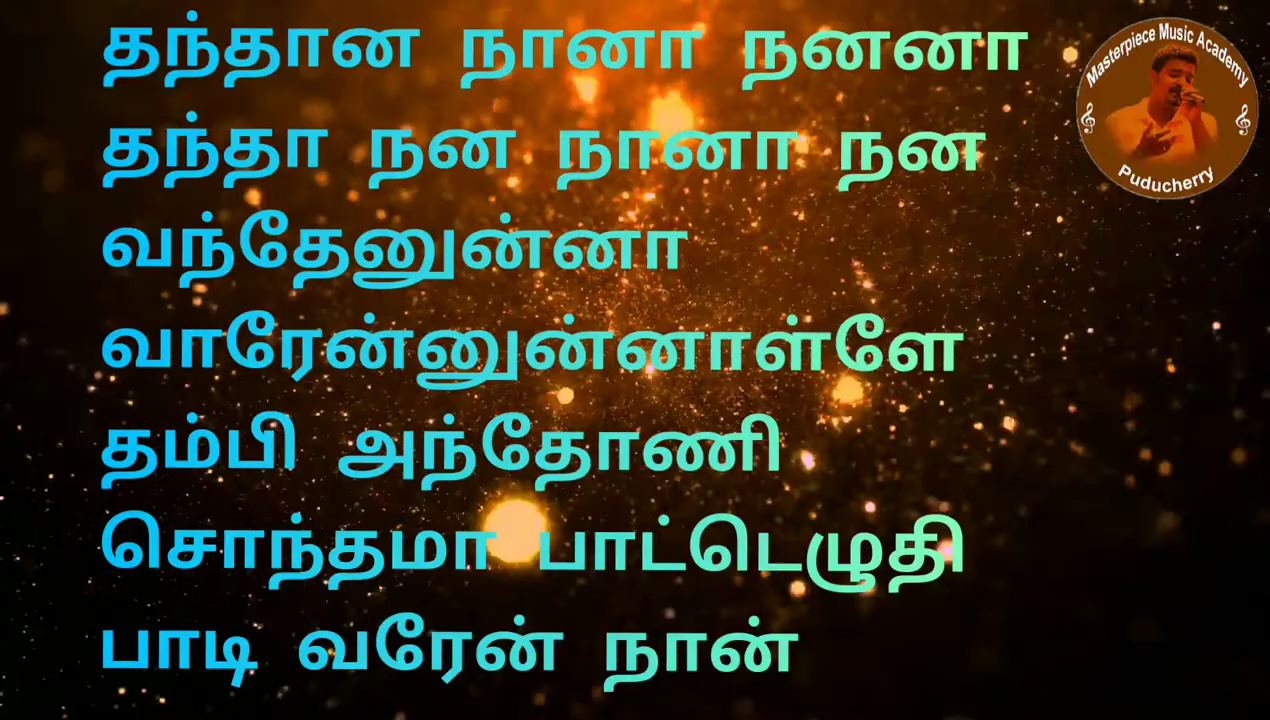 தந்தான நானா நனனா
தந்தா நன நானா நன
வந்தேனுன்னா
வாரேன்னுன்னாள்ளே
தம்பி அந்தோணி
சொந்தமா பாட்டெழுதி
பாடி வரேன் நான்
Masterpiece Music Academy
Puducherry